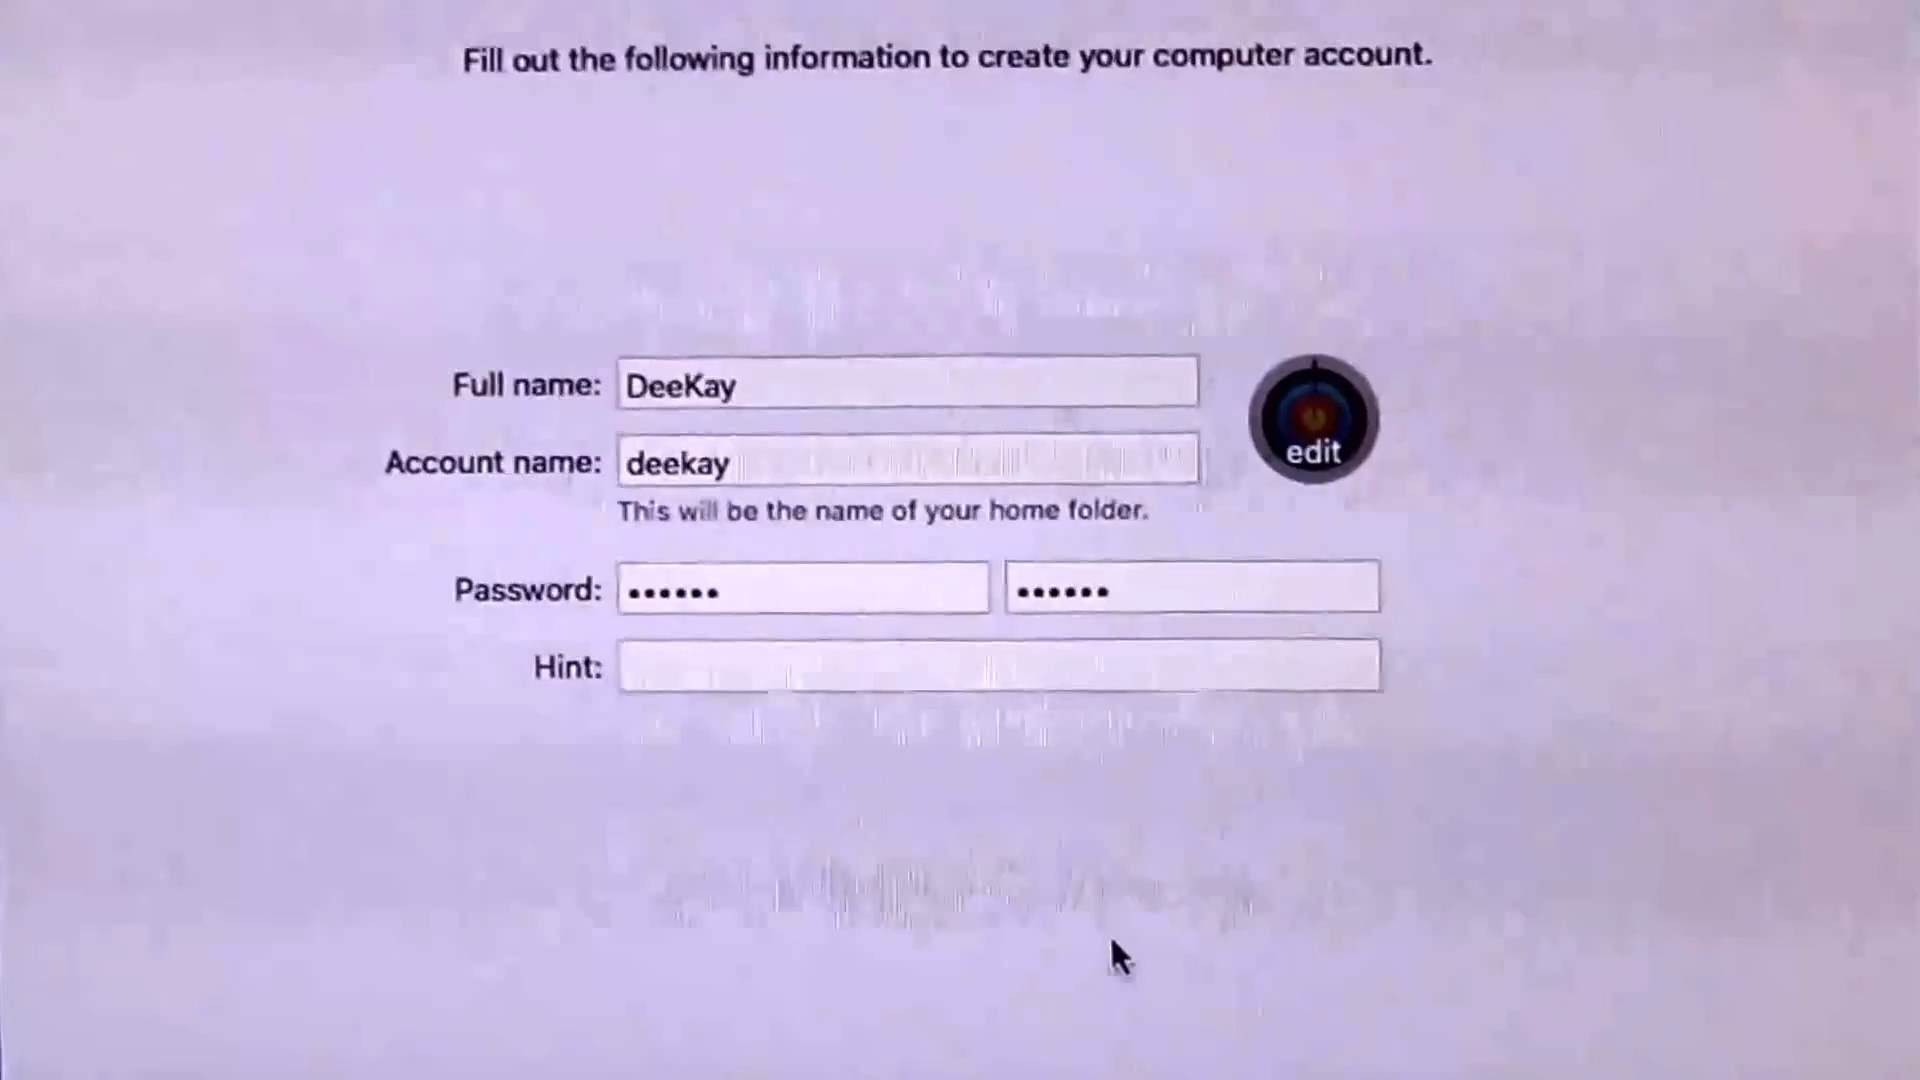 Fill out the following information to create your computer account.
Full name: DeeKay
edit
Account name: deekay
This will be the name of your home folder.
Password: •••••• ••••••
Hint: